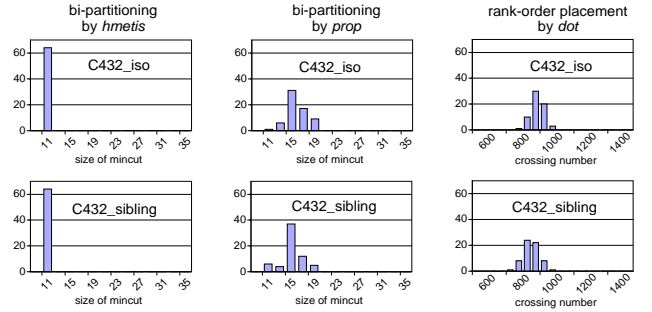 bi-partitioning
by hmetis
bi-partitioning
by prop
rank-order placement
by dot
60
40
20
0
C432_iso
11 15 19 23 27 31 35
size of mincut
60
40
20
0
C432_iso
11 15 19 23 27 31 35
size of mincut
60
40
20
0
C432_iso
600 800 1000 1200 1400
crossing number
60
40
20
0
C432_sibling
11 15 19 23 27 31 35
size of mincut
60
40
20
0
C432_sibling
11 15 19 23 27 31 35
size of mincut
60
40
20
0
C432_sibling
600 800 1000 1200 1400
crossing number